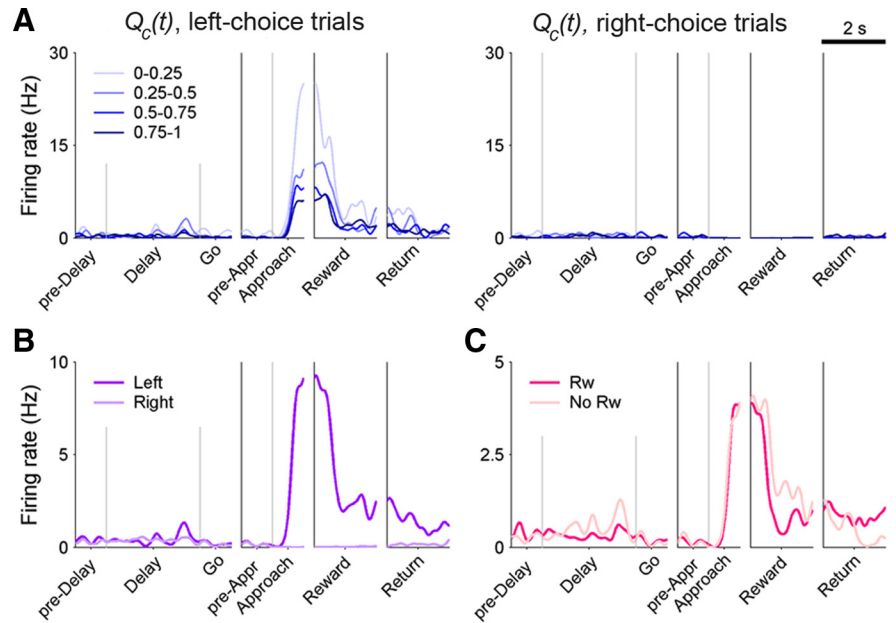 A
Qc(t), left-choice trials
Qc(t), right-choice trials
2 s
Firing rate (Hz)
30
15
0
0-0.25
0.25-0.5
0.5-0.75
0.75-1
pre-Delay
Delay
Go
pre-Appr
Approach
Reward
Return
30
15
0
pre-Delay
Delay
Go
pre-Appr
Approach
Reward
Return
B
Firing rate (Hz)
10
5
0
Left
Right
pre-Delay
Delay
Go
pre-Appr
Approach
Reward
Return
C
5
2.5
0
Rw
No Rw
pre-Delay
Delay
Go
pre-Appr
Approach
Reward
Return